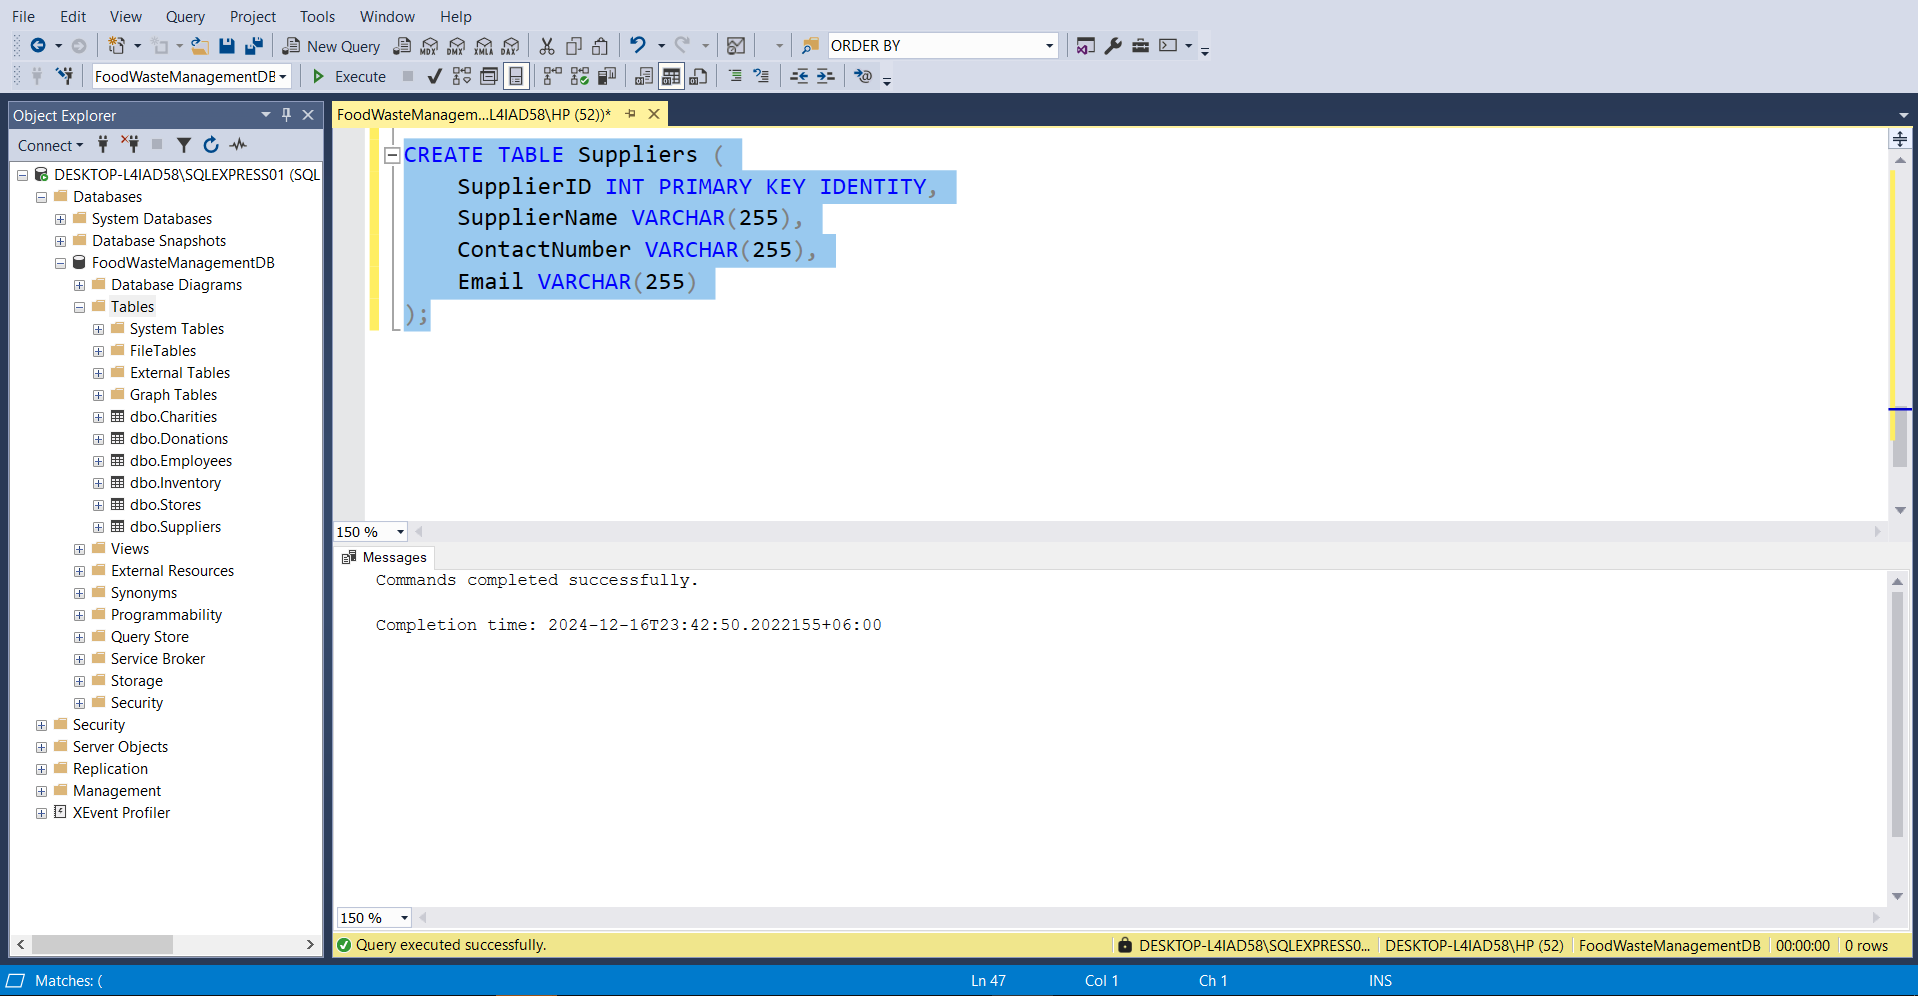 File Edit View Query Project Tools Window Help
New Query MDX DMX XMLA DAX ORDER BY
FoodWasteManagementDB Execute
Object Explorer
Connect
DESKTOP-L4IAD58\SQLEXPRESS01 (SQL
Databases
System Databases
Database Snapshots
FoodWasteManagementDB
Database Diagrams
Tables
System Tables
FileTables
External Tables
Graph Tables
dbo.Charities
dbo.Donations
dbo.Employees
dbo.Inventory
dbo.Stores
dbo.Suppliers
Views
External Resources
Synonyms
Programmability
Query Store
Service Broker
Storage
Security
Security
Server Objects
Replication
Management
XEvent Profiler
FoodWasteManagem...L4IAD58\HP (52))*
CREATE TABLE Suppliers (
SupplierID INT PRIMARY KEY IDENTITY,
SupplierName VARCHAR(255),
ContactNumber VARCHAR(255),
Email VARCHAR(255)
);
150 %
Messages
Commands completed successfully.
Completion time: 2024-12-16T23:42:50.2022155+06:00
150 %
Query executed successfully. DESKTOP-L4IAD58\SQLEXPRESS0... DESKTOP-L4IAD58\HP (52) FoodWasteManagementDB 00:00:00 0 rows
Matches: ( Ln 47 Col 1 Ch 1 INS